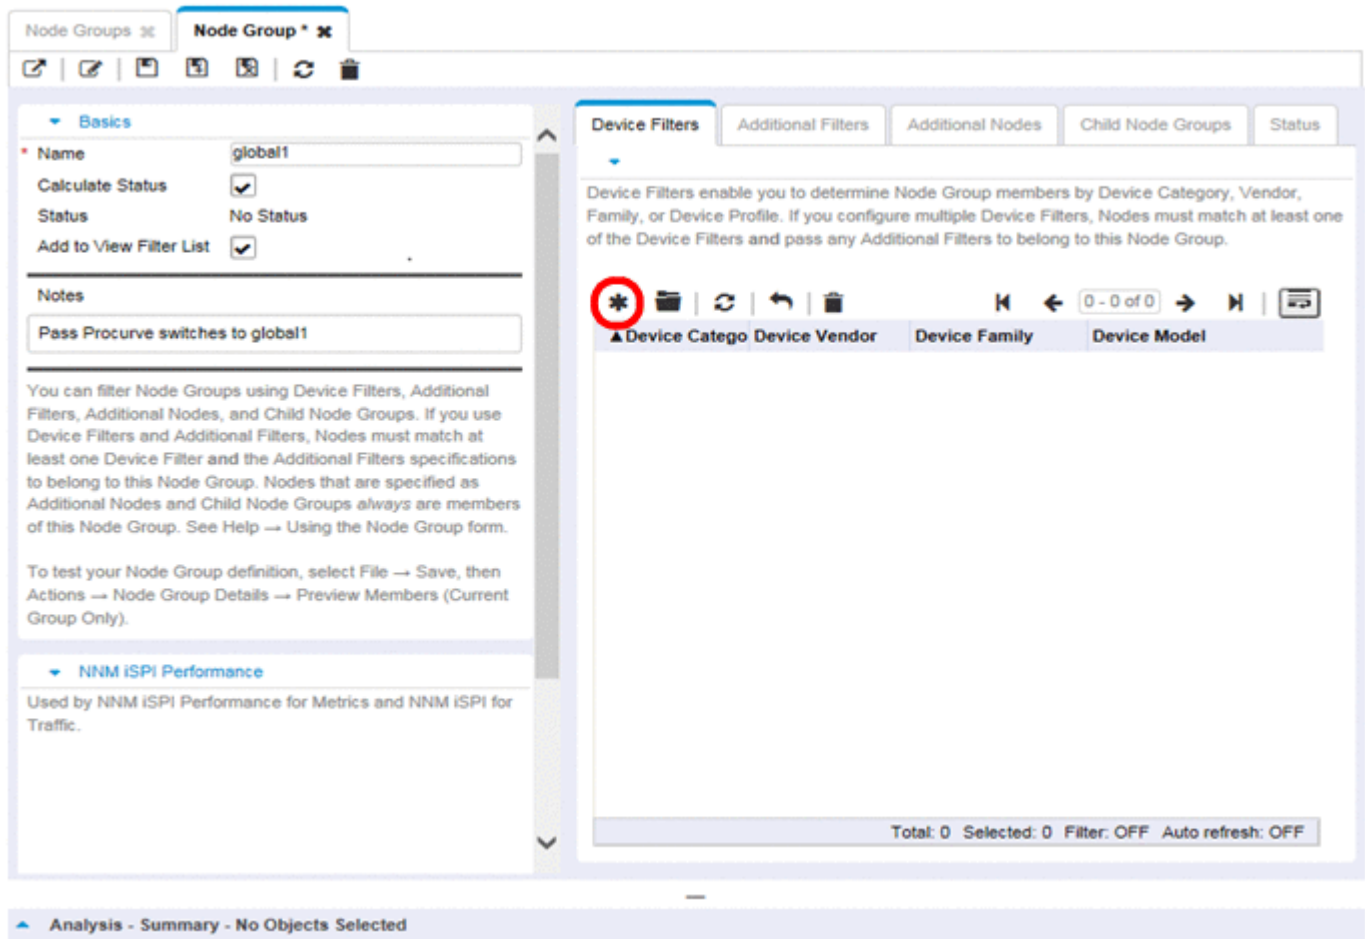 Node Groups
Node Group *
Basics
* Name
global1
Calculate Status
Status
No Status
Add to View Filter List
Notes
Pass Procurve switches to global1
You can filter Node Groups using Device Filters, Additional
Filters, Additional Nodes, and Child Node Groups. If you use
Device Filters and Additional Filters, Nodes must match at
least one Device Filter and the Additional Filters specifications
to belong to this Node Group. Nodes that are specified as
Additional Nodes and Child Node Groups always are members
of this Node Group. See Help → Using the Node Group form.
To test your Node Group definition, select File → Save, then
Actions → Node Group Details → Preview Members (Current
Group Only).
NNM iSPI Performance
Used by NNM iSPI Performance for Metrics and NNM iSPI for
Traffic.
Device Filters
Additional Filters
Additional Nodes
Child Node Groups
Status
Device Filters enable you to determine Node Group members by Device Category, Vendor,
Family, or Device Profile. If you configure multiple Device Filters, Nodes must match at least one
of the Device Filters and pass any Additional Filters to belong to this Node Group.
0 - 0 of 0
Device Catego Device Vendor Device Family Device Model
Total: 0 Selected: 0 Filter: OFF Auto refresh: OFF
Analysis - Summary - No Objects Selected